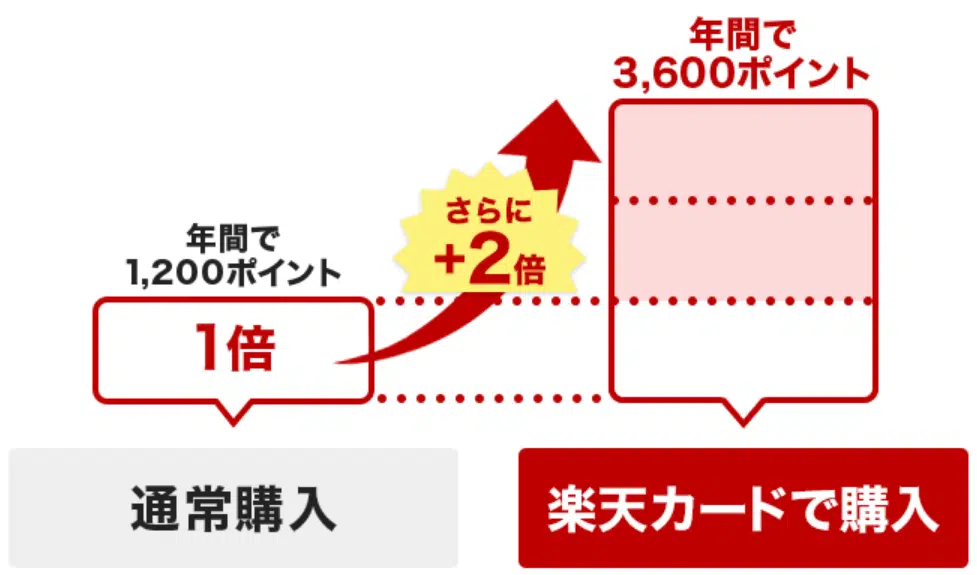 年間で
3,600ポイント
さらに
+2倍
年間で
1,200ポイント
1倍
通常購入
楽天カードで購入